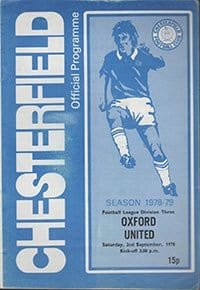 CHESTERFIELD
Official Programme
SEASON 1978-79
Football League Division Three
OXFORD
UNITED
Saturday, 2nd September, 1978
Kick-off 3.00 p.m.
15p